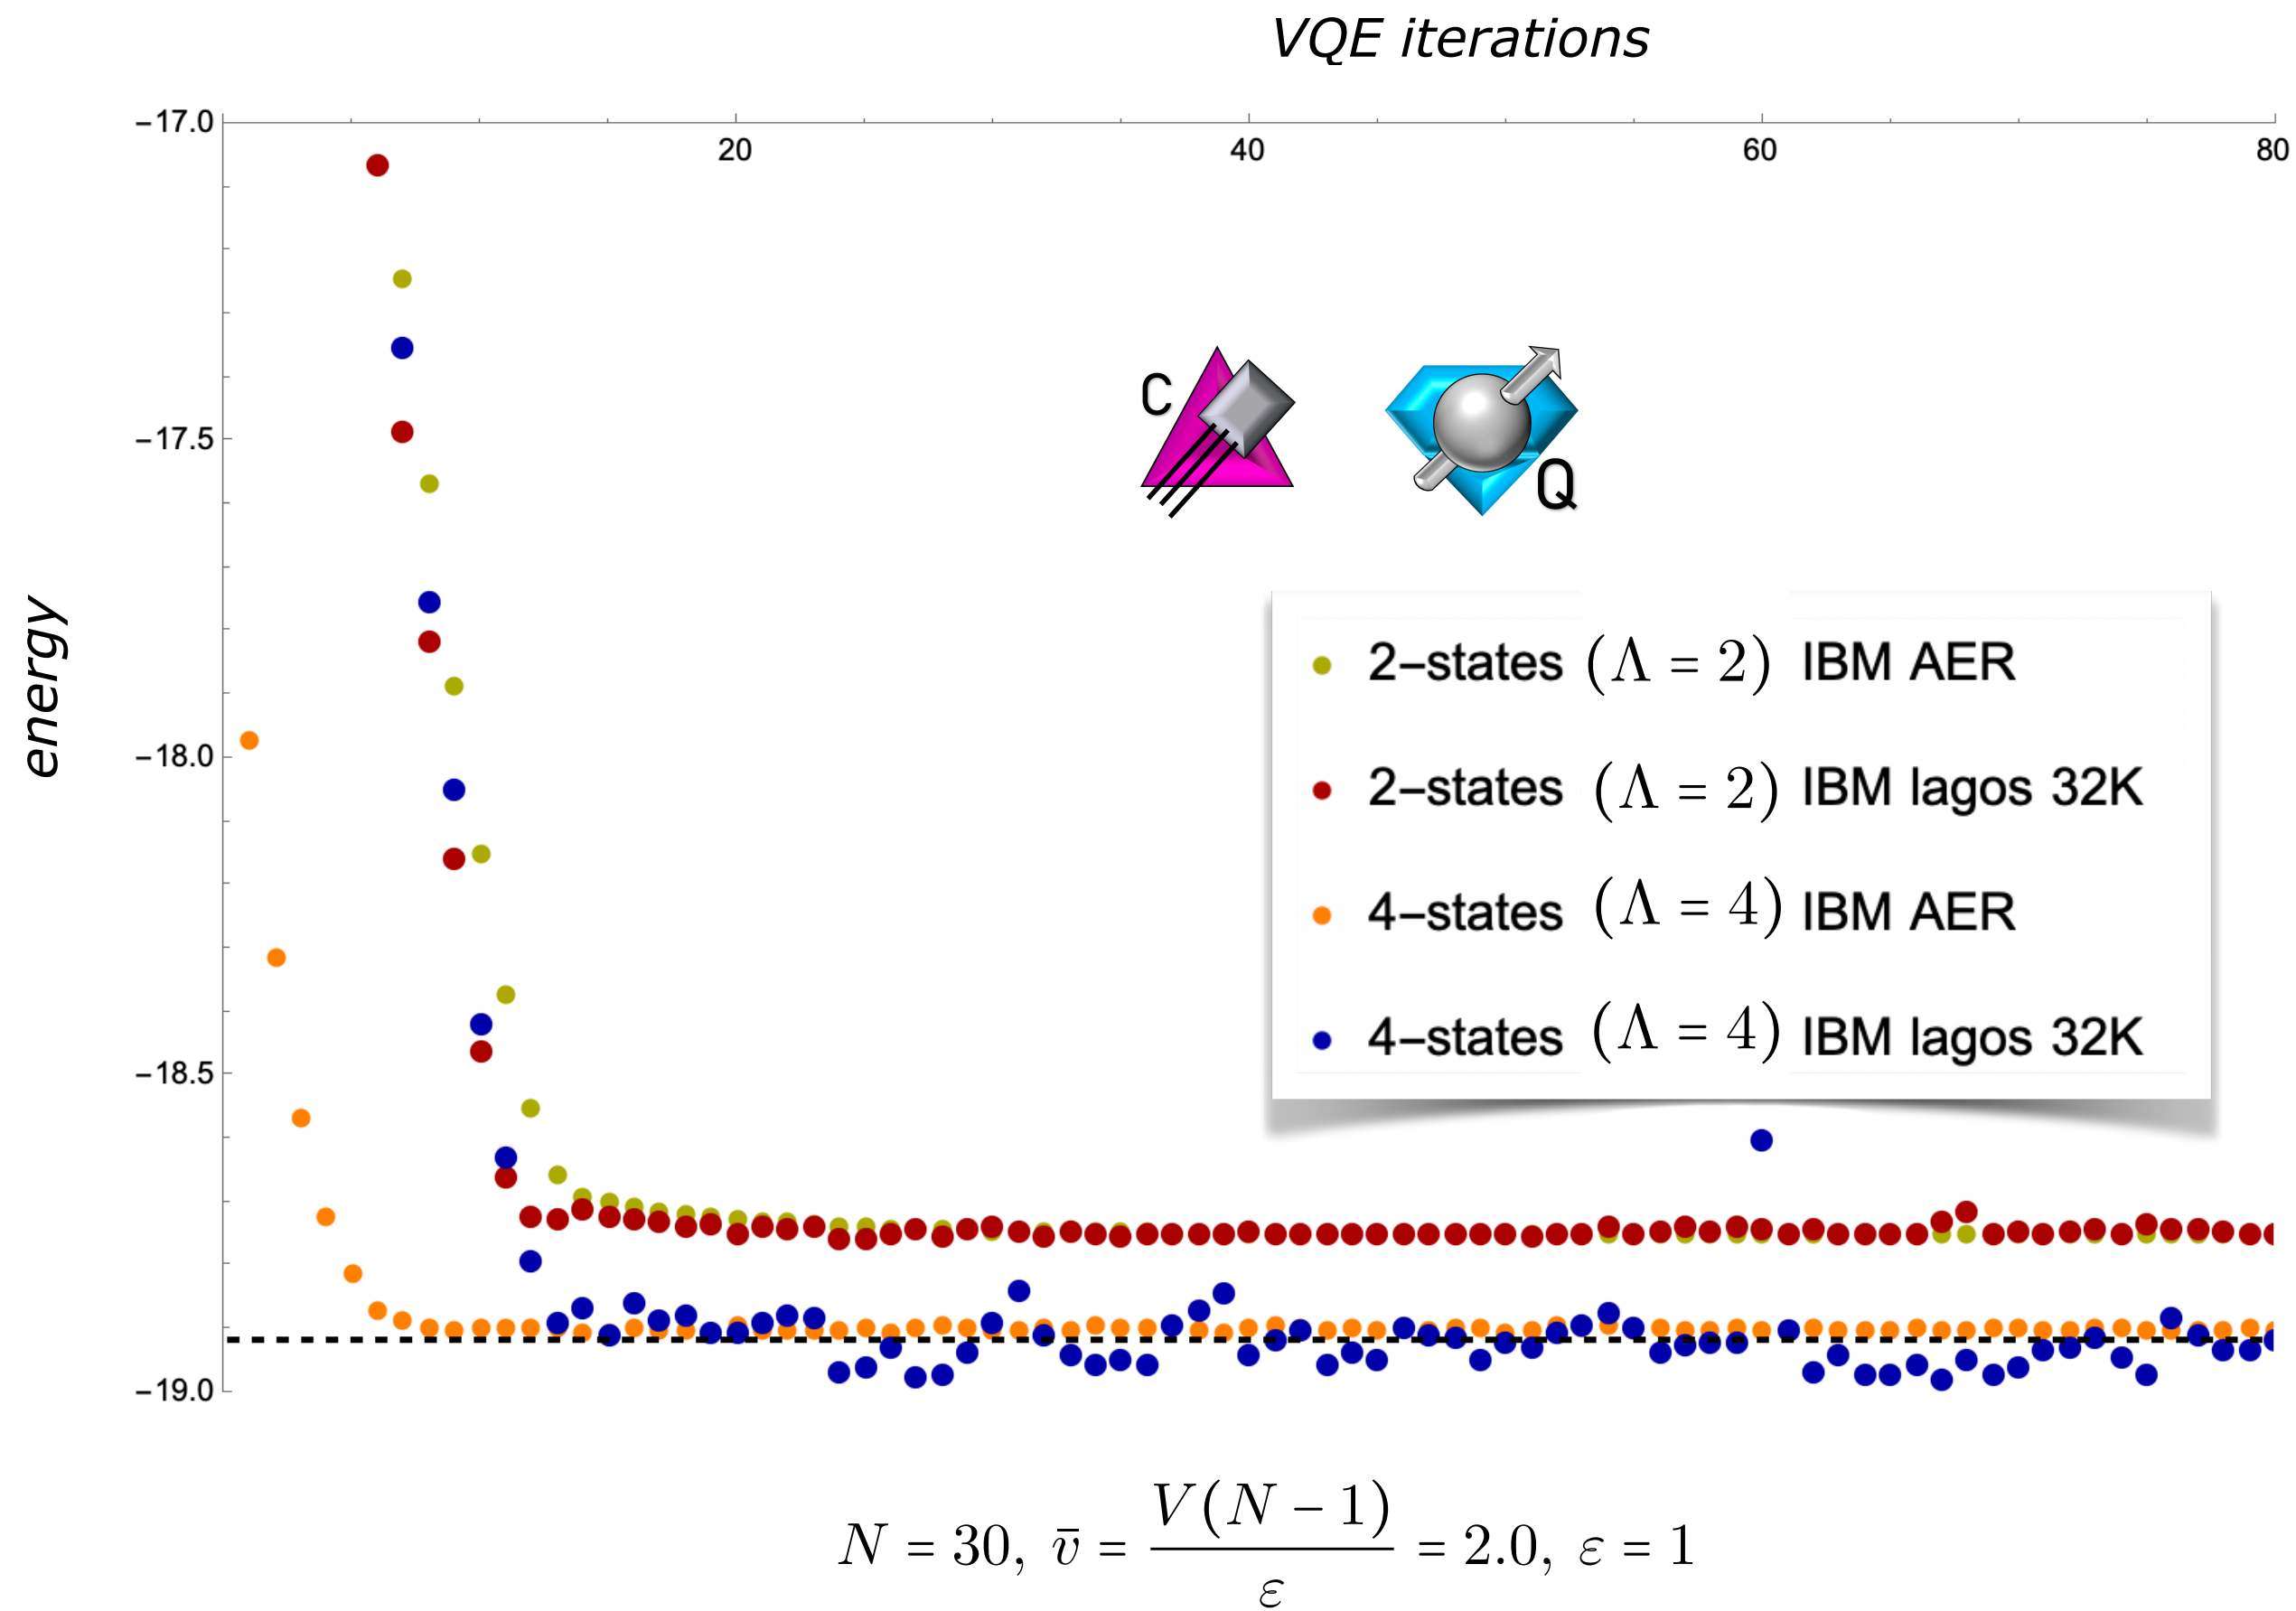 VQE iterations
−17.0
20 40 60 80
C
−17.5
Q
energy
2−states (Λ = 2) IBM AER
−18.0
2−states (Λ = 2) IBM lagos 32K
4−states (Λ = 4) IBM AER
4−states (Λ = 4) IBM lagos 32K
−18.5
−19.0
N = 30, v̄ = V(N − 1)/ε = 2.0, ε = 1